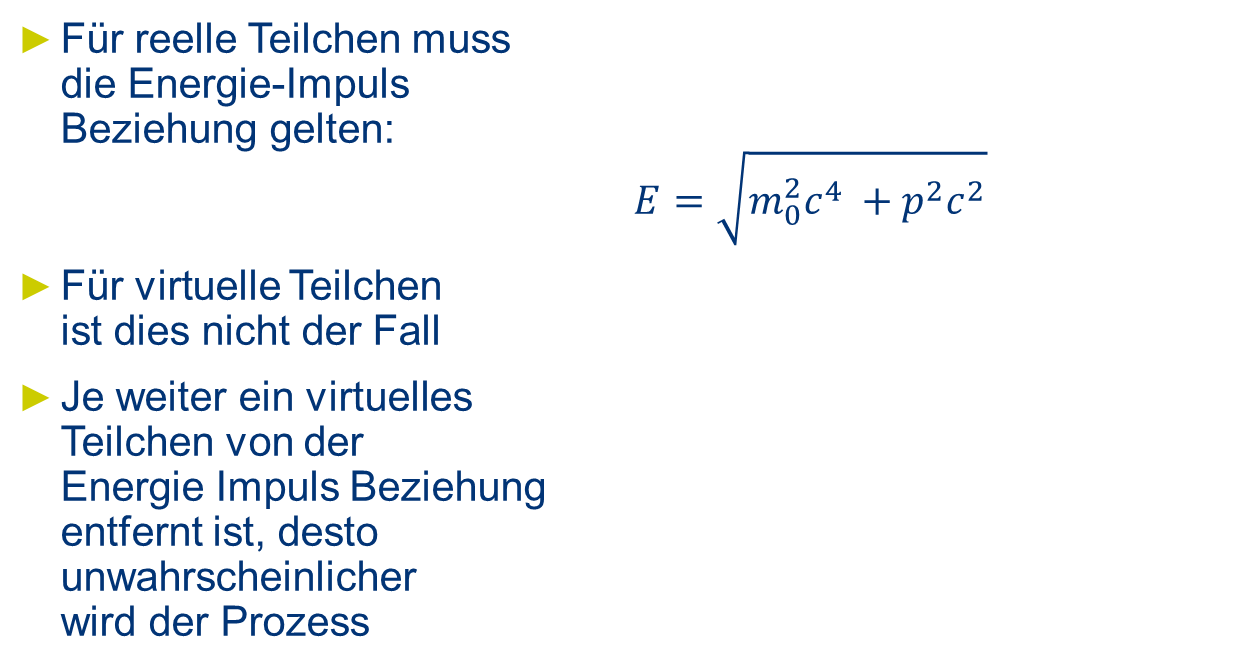 ► Für reelle Teilchen muss
die Energie-Impuls
Beziehung gelten:
E = √(m₀²c⁴ + p²c²)
► Für virtuelle Teilchen
ist dies nicht der Fall
► Je weiter ein virtuelles
Teilchen von der
Energie Impuls Beziehung
entfernt ist, desto
unwahrscheinlicher
wird der Prozess